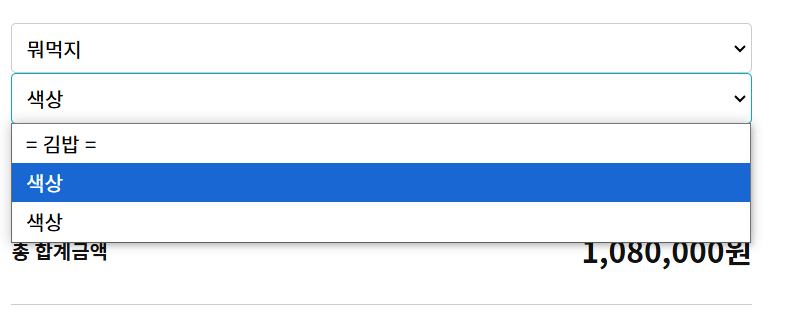 뭐먹지
색상
= 김밥 =
색상
색상
총 합계금액 1,080,000원